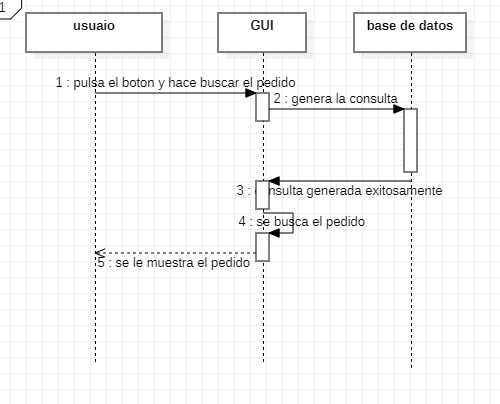 1
usuaio
GUI
base de datos
1 : pulsa el boton y hace buscar el pedido
2 : genera la consulta
3 : consulta generada exitosamente
4 : se busca el pedido
5 : se le muestra el pedido